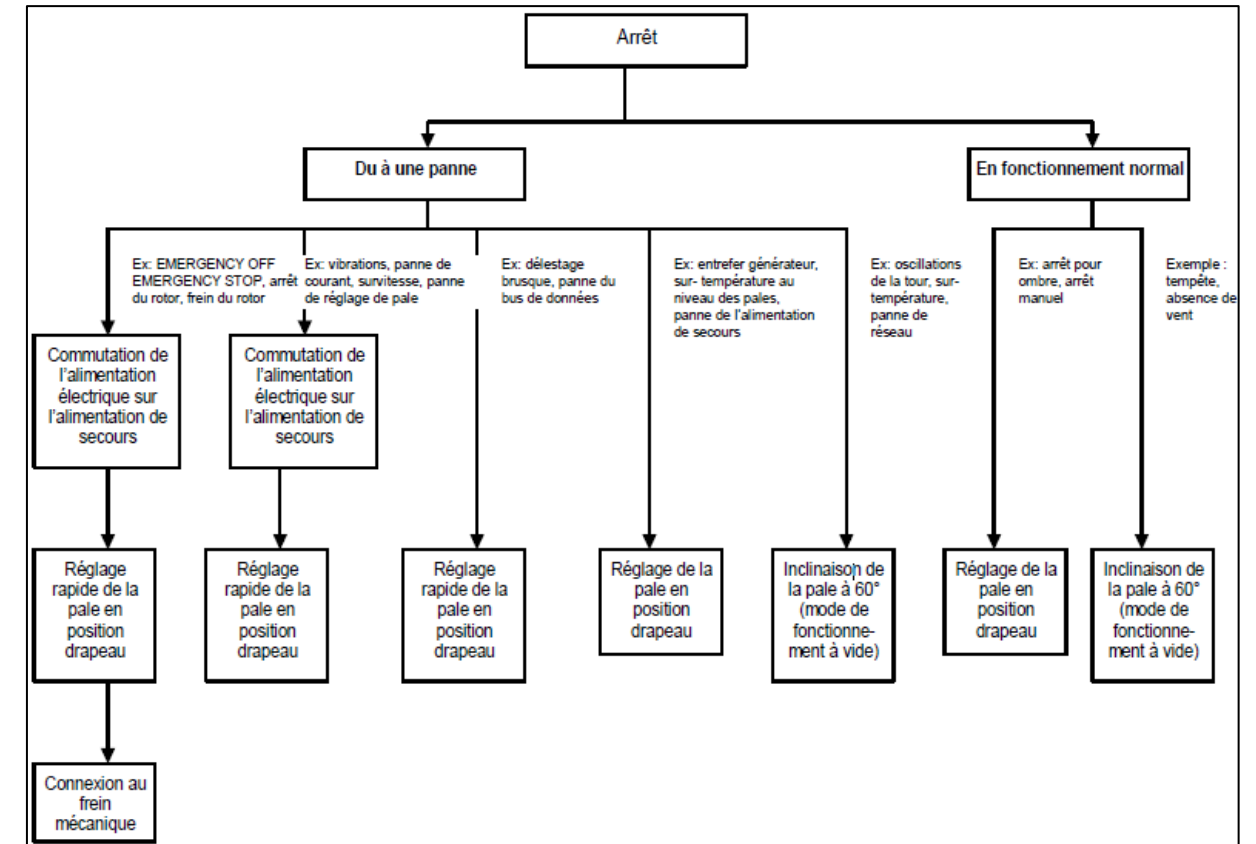 Arrêt
Du à une panne
En fonctionnement normal
Ex: EMERGENCY OFF
EMERGENCY STOP, arrêt
du rotor, frein du rotor
Ex: vibrations, panne de
courant, survitesse, panne
de réglage de pale
Ex: délestage
brusque, panne du
bus de données
Ex: entrefer générateur,
sur- température au
niveau des pales,
panne de l'alimentation
de secours
Ex: oscillations
de la tour, sur-
température,
panne de
réseau
Ex: arrêt pour
ombre, arrêt
manuel
Exemple :
tempête,
absence de
vent
Commutation de
l'alimentation
électrique sur
l'alimentation de
secours
Commutation de
l'alimentation
électrique sur
l'alimentation de
secours
Réglage
rapide de la
pale en
position
drapeau
Réglage
rapide de la
pale en
position
drapeau
Réglage
rapide de la
pale en
position
drapeau
Réglage de la
pale en
position
drapeau
Inclinaison de
la pale à 60°
(mode de
fonctionne-
ment à vide)
Réglage de la
pale en
position
drapeau
Inclinaison de
la pale à 60°
(mode de
fonctionne-
ment à vide)
Connexion au
frein
mécanique